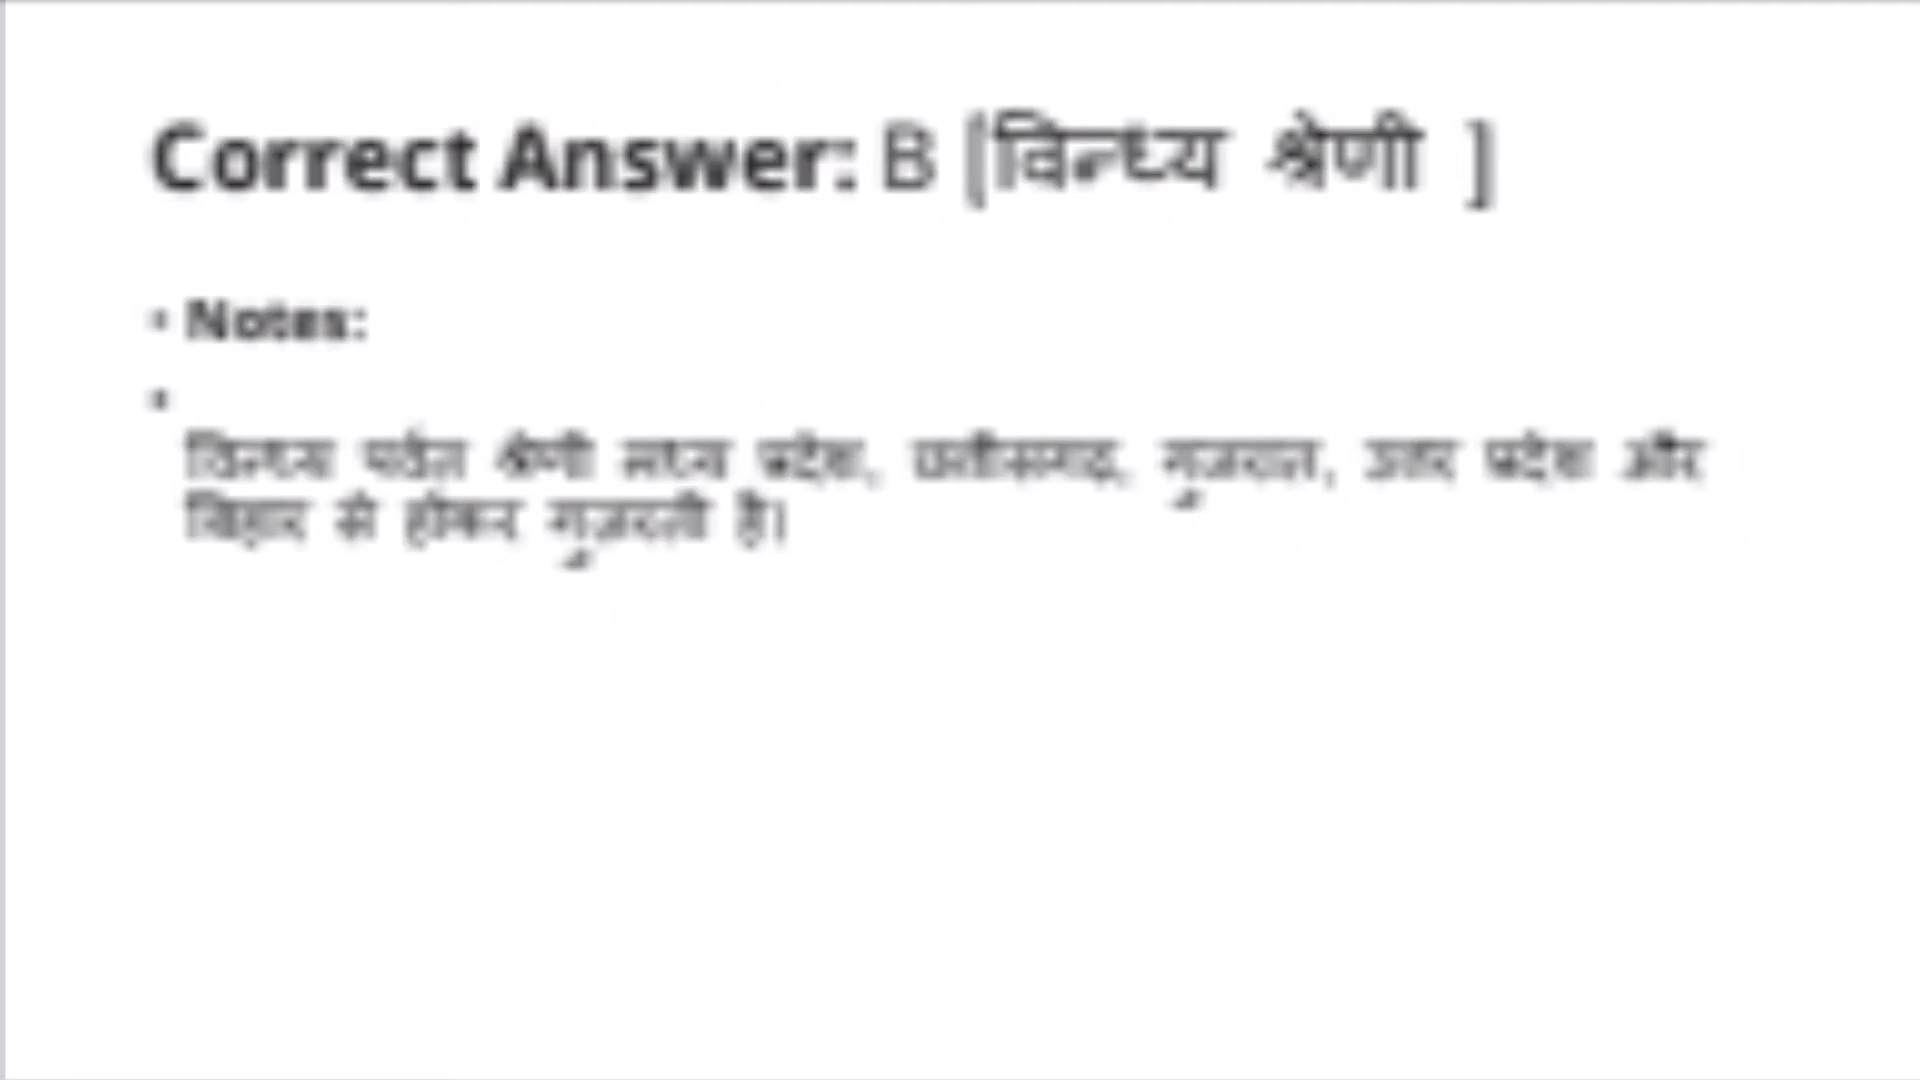 Correct Answer: B [विन्ध्य श्रेणी ]
• Notes:
•
विन्ध्य पर्वत श्रेणी मध्य प्रदेश, छत्तीसगढ़, गुजरात, उत्तर प्रदेश और
बिहार से होकर गुजरती है।